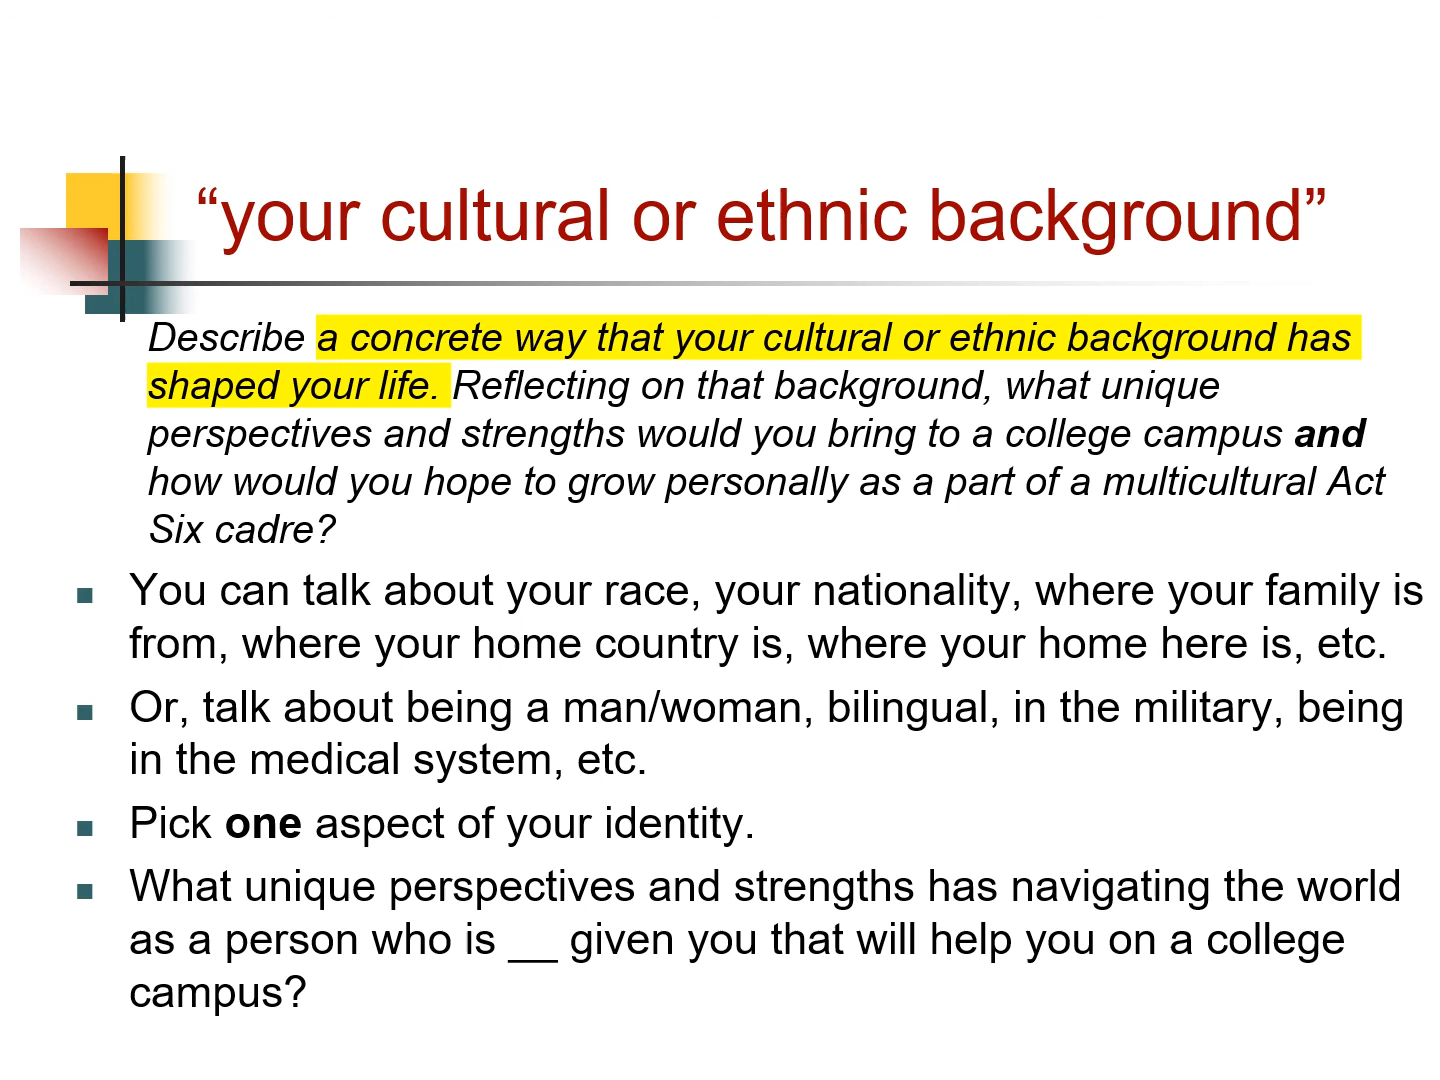 “your cultural or ethnic background”
Describe a concrete way that your cultural or ethnic background has
shaped your life. Reflecting on that background, what unique
perspectives and strengths would you bring to a college campus and
how would you hope to grow personally as a part of a multicultural Act
Six cadre?
You can talk about your race, your nationality, where your family is
from, where your home country is, where your home here is, etc.
Or, talk about being a man/woman, bilingual, in the military, being
in the medical system, etc.
Pick one aspect of your identity.
What unique perspectives and strengths has navigating the world
as a person who is __ given you that will help you on a college
campus?